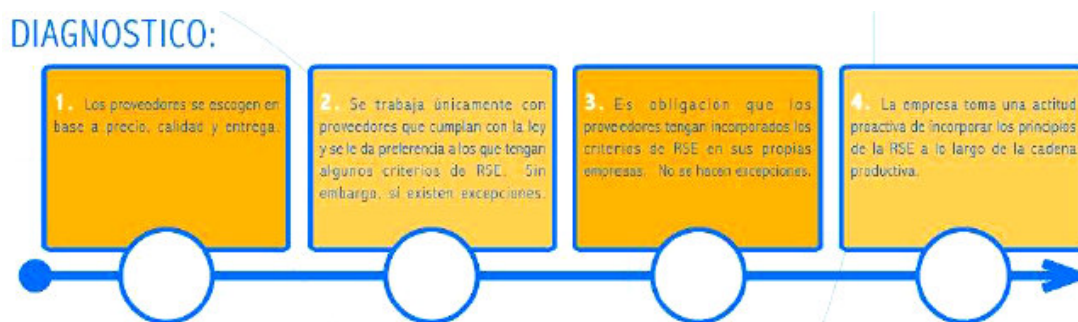 DIAGNOSTICO:
1. Los proveedores se escogen en
base a precio, calidad y entrega.
2. Se trabaja únicamente con
proveedores que cumplan con la ley
y se le da preferencia a los que tengan
algunos criterios de RSE. Sin
embargo, si existen excepciones.
3. Es obligación que los
proveedores tengan incorporados los
criterios de RSE en sus propias
empresas. No se hacen excepciones.
4. La empresa toma una actitud
proactiva de incorporar los principios
de la RSE a lo largo de la cadena
productiva.